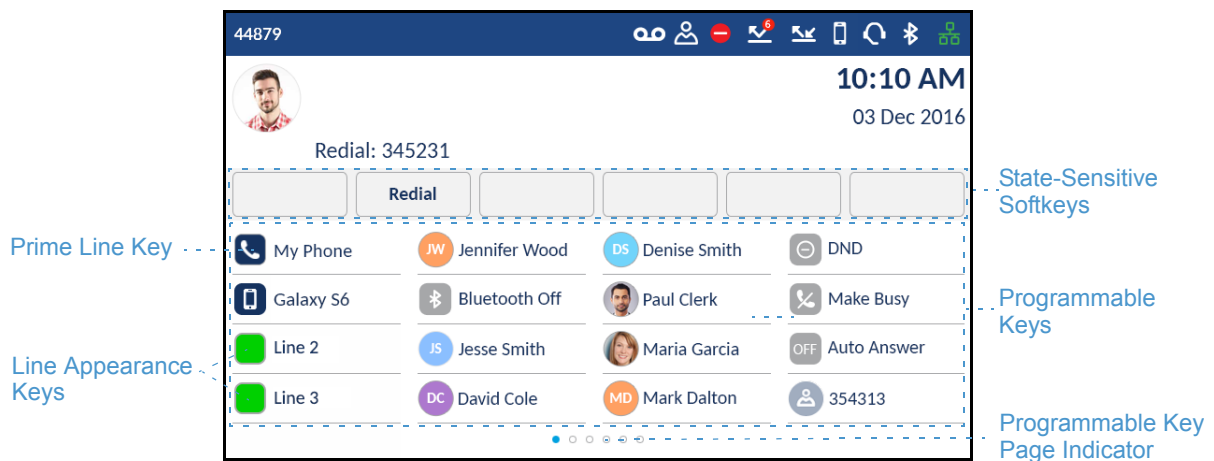 44879
6
10:10 AM
03 Dec 2016
Redial: 345231
Redial
State-Sensitive
Softkeys
Prime Line Key
My Phone
JW Jennifer Wood
DS Denise Smith
DND
Galaxy S6
Bluetooth Off
Paul Clerk
Make Busy
Programmable
Keys
Line Appearance
Keys
Line 2
JS Jesse Smith
Maria Garcia
OFF Auto Answer
Line 3
DC David Cole
MD Mark Dalton
354313
Programmable Key
Page Indicator